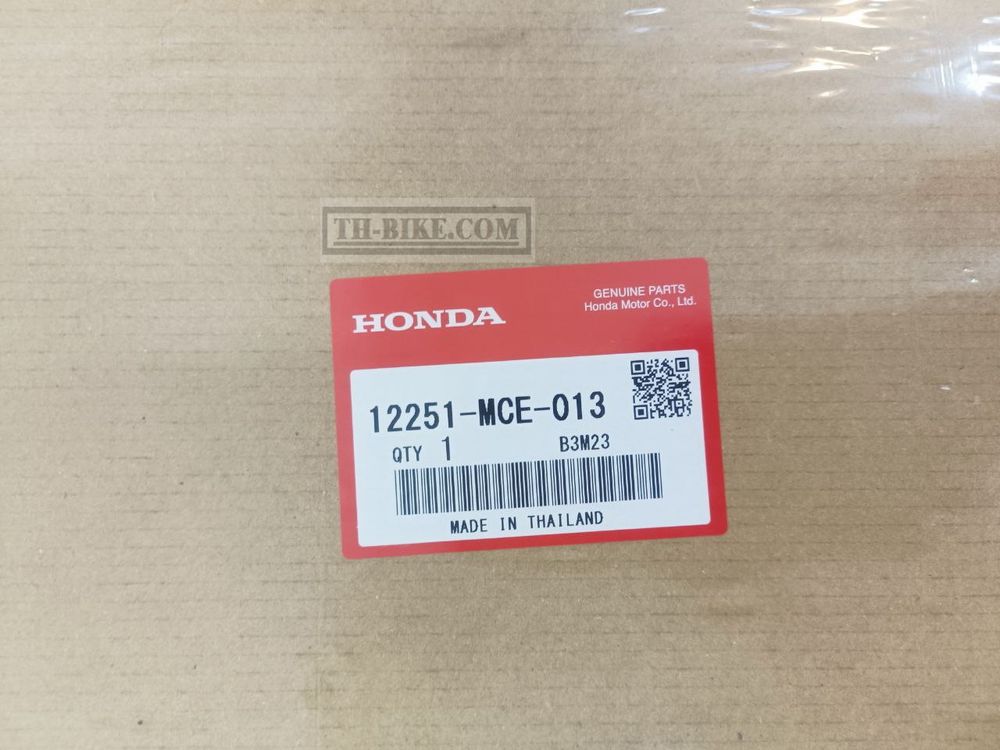 TH-BIKE.COM
HONDA
GENUINE PARTS
Honda Motor Co., Ltd.
12251-MCE-013
QTY 1 B3M23
MADE IN THAILAND